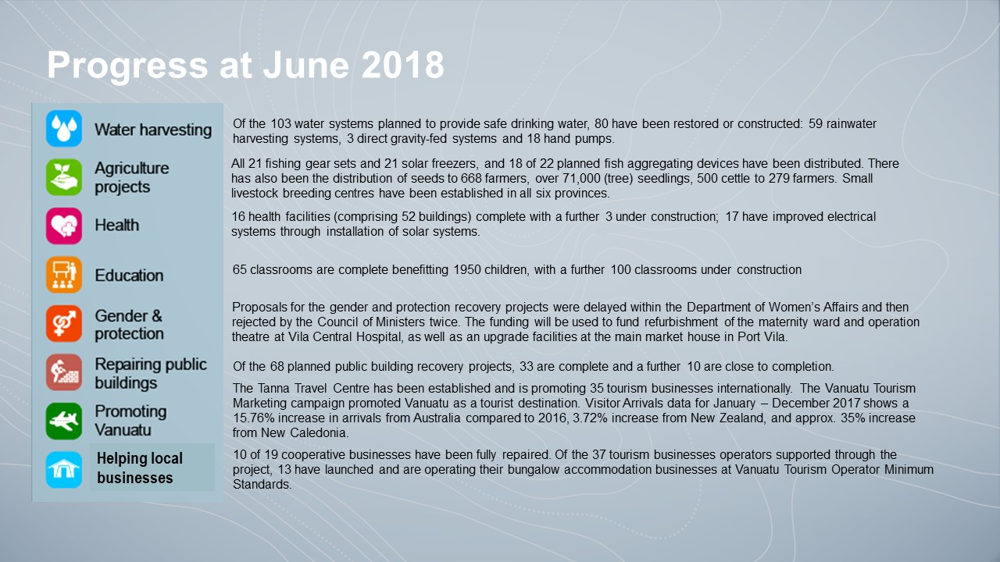 Progress at June 2018
Water harvesting
Of the 103 water systems planned to provide safe drinking water, 80 have been restored or constructed: 59 rainwater
harvesting systems, 3 direct gravity-fed systems and 18 hand pumps.
Agriculture
projects
All 21 fishing gear sets and 21 solar freezers, and 18 of 22 planned fish aggregating devices have been distributed. There
has also been the distribution of seeds to 668 farmers, over 71,000 (tree) seedlings, 500 cettle to 279 farmers. Small
livestock breeding centres have been established in all six provinces.
Health
16 health facilities (comprising 52 buildings) complete with a further 3 under construction; 17 have improved electrical
systems through installation of solar systems.
Education
65 classrooms are complete benefitting 1950 children, with a further 100 classrooms under construction
Gender &
protection
Proposals for the gender and protection recovery projects were delayed within the Department of Women’s Affairs and then
rejected by the Council of Ministers twice. The funding will be used to fund refurbishment of the maternity ward and operation
theatre at Vila Central Hospital, as well as an upgrade facilities at the main market house in Port Vila.
Repairing public
buildings
Of the 68 planned public building recovery projects, 33 are complete and a further 10 are close to completion.
Promoting
Vanuatu
The Tanna Travel Centre has been established and is promoting 35 tourism businesses internationally. The Vanuatu Tourism
Marketing campaign promoted Vanuatu as a tourist destination. Visitor Arrivals data for January – December 2017 shows a
15.76% increase in arrivals from Australia compared to 2016, 3.72% increase from New Zealand, and approx. 35% increase
from New Caledonia.
Helping local
businesses
10 of 19 cooperative businesses have been fully repaired. Of the 37 tourism businesses operators supported through the
project, 13 have launched and are operating their bungalow accommodation businesses at Vanuatu Tourism Operator Minimum
Standards.